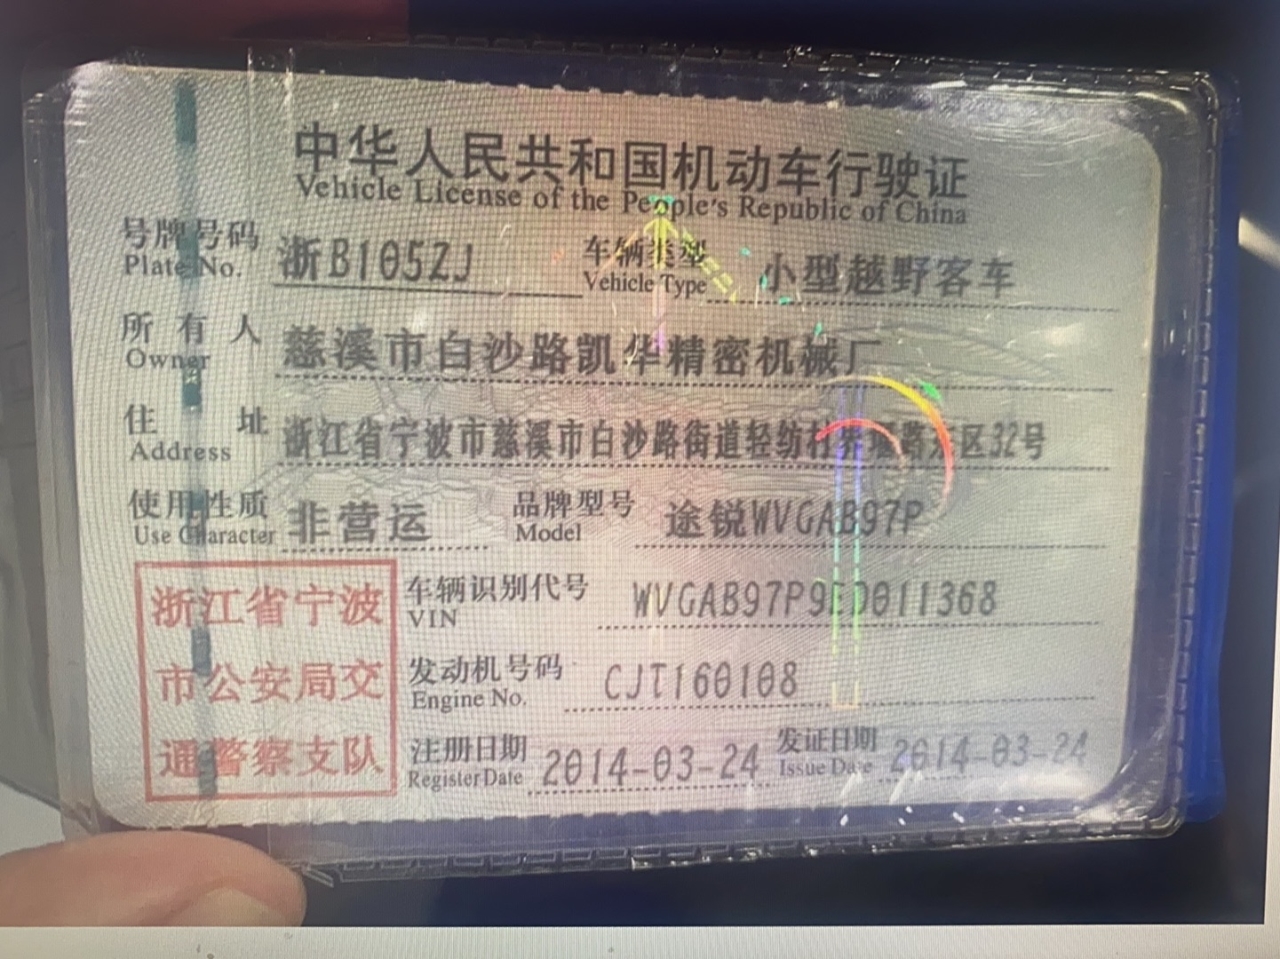 中华人民共和国机动车行驶证
Vehicle License of the People's Republic of China
号牌号码 浙B105ZJ 车辆类型 小型越野客车
Plate No. Vehicle Type
所有人 慈溪市白沙路凯华精密机械厂
Owner
住址 浙江省宁波市慈溪市白沙路街道轻纺村 区32号
Address
使用性质 非营运 品牌型号 途锐WVGAB97P
Use Character Model
浙江省宁波
市公安局交
通警察支队
车辆识别代号 WVGAB97P9ED011368
VIN
发动机号码 CJT160108
Engine No.
注册日期 2014-03-24 发证日期 2014-03-24
Register Date Issue Date